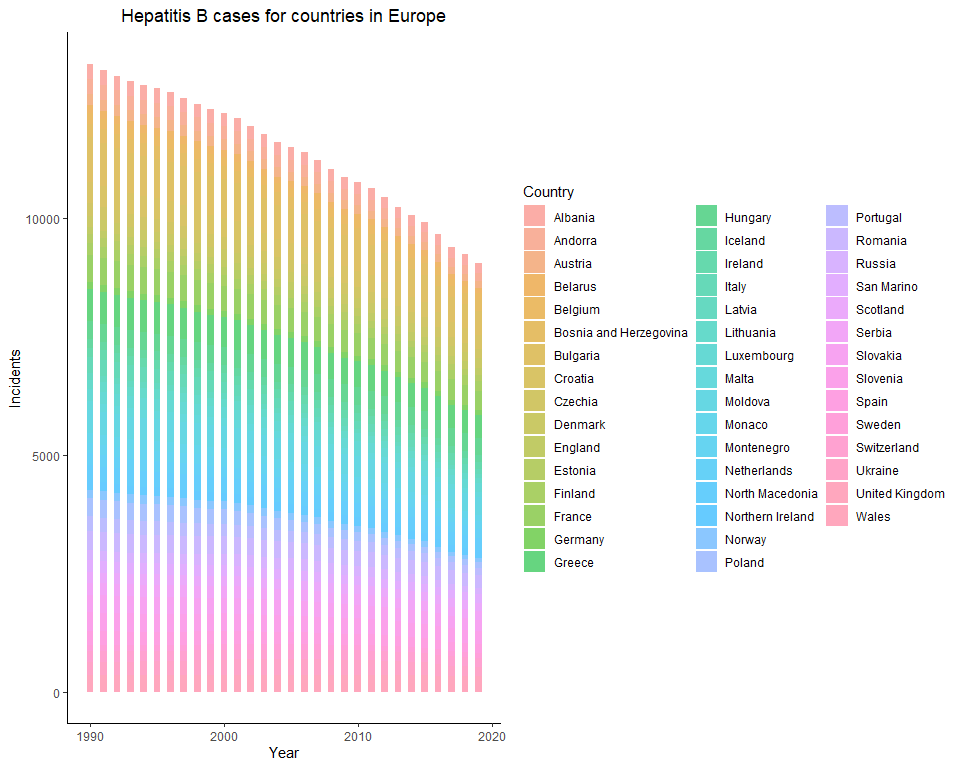 Hepatitis B cases for countries in Europe
Incidents
10000
5000
0
1990
2000
2010
2020
Year
Country
Albania
Andorra
Austria
Belarus
Belgium
Bosnia and Herzegovina
Bulgaria
Croatia
Czechia
Denmark
England
Estonia
Finland
France
Germany
Greece
Hungary
Iceland
Ireland
Italy
Latvia
Lithuania
Luxembourg
Malta
Moldova
Monaco
Montenegro
Netherlands
North Macedonia
Northern Ireland
Norway
Poland
Portugal
Romania
Russia
San Marino
Scotland
Serbia
Slovakia
Slovenia
Spain
Sweden
Switzerland
Ukraine
United Kingdom
Wales